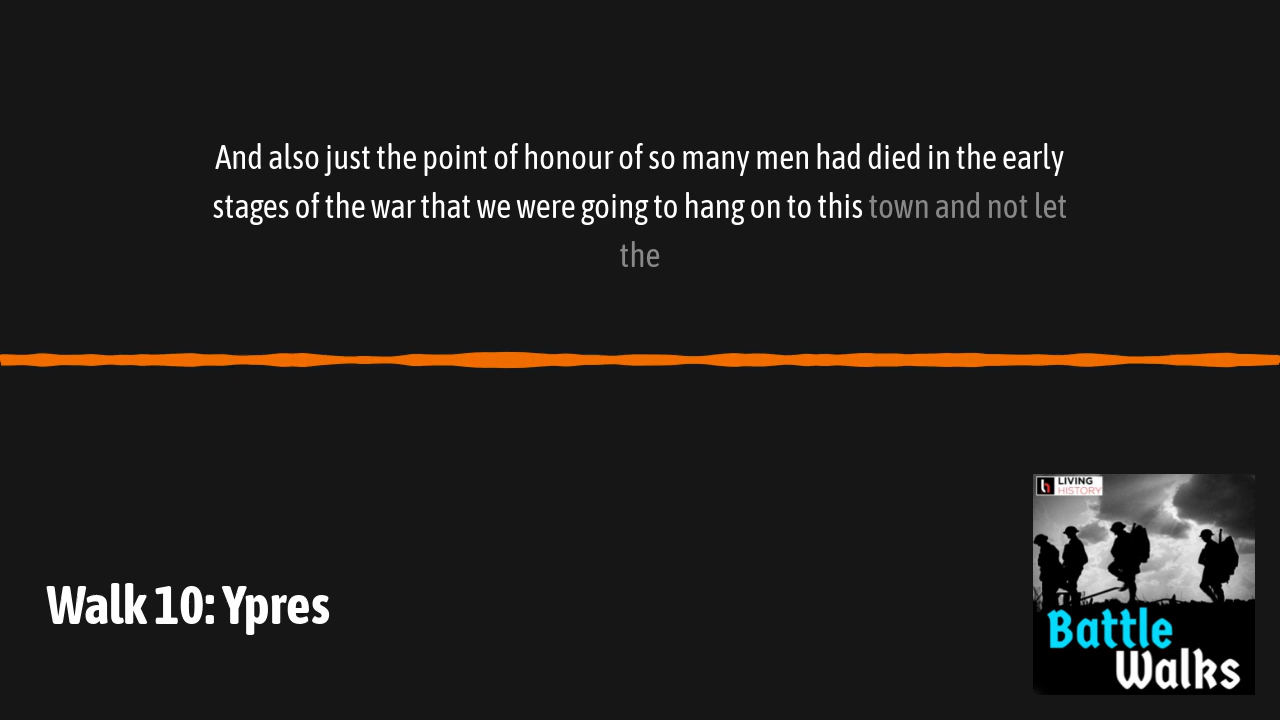 And also just the point of honour of so many men had died in the early
stages of the war that we were going to hang on to this town and not let
the
Walk 10: Ypres
LIVING
HISTORY
Battle
Walks